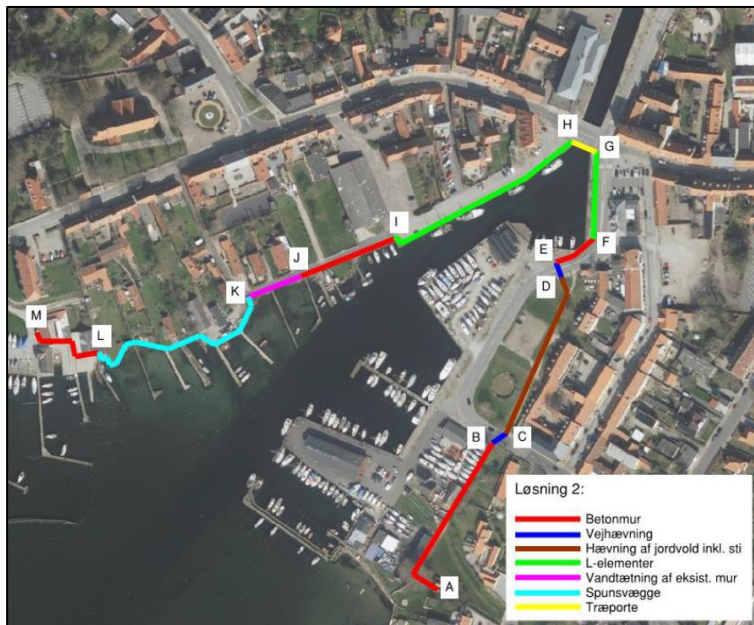 H
G
I
E
F
D
J
K
M
L
B
C
A
Løsning 2:
Betonmur
Vejhævning
Hævning af jordvold inkl. sti
L-elementer
Vandtætning af eksist. mur
Spunsvægge
Træporte